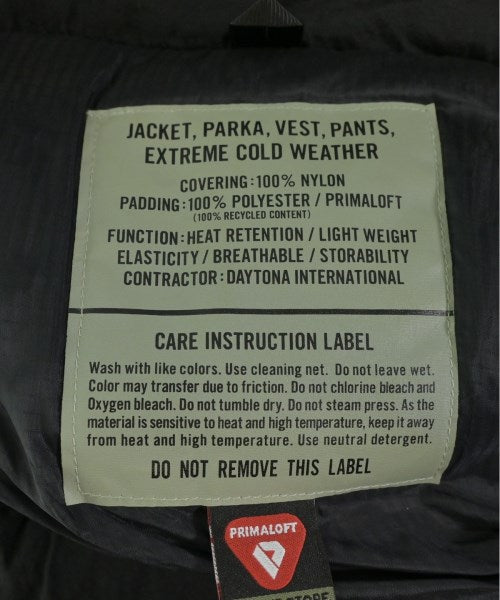 JACKET, PARKA, VEST, PANTS,
EXTREME COLD WEATHER
COVERING:100% NYLON
PADDING:100% POLYESTER / PRIMALOFT
(100% RECYCLED CONTENT)
FUNCTION:HEAT RETENTION / LIGHT WEIGHT
ELASTICITY / BREATHABLE / STORABILITY
CONTRACTOR:DAYTONA INTERNATIONAL
CARE INSTRUCTION LABEL
Wash with like colors. Use cleaning net. Do not leave wet.
Color may transfer due to friction. Do not chlorine bleach and
Oxygen bleach. Do not tumble dry. Do not steam press. As the
material is sensitive to heat and high temperature, keep it away
from heat and high temperature. Use neutral detergent.
DO NOT REMOVE THIS LABEL
PRIMALOFT